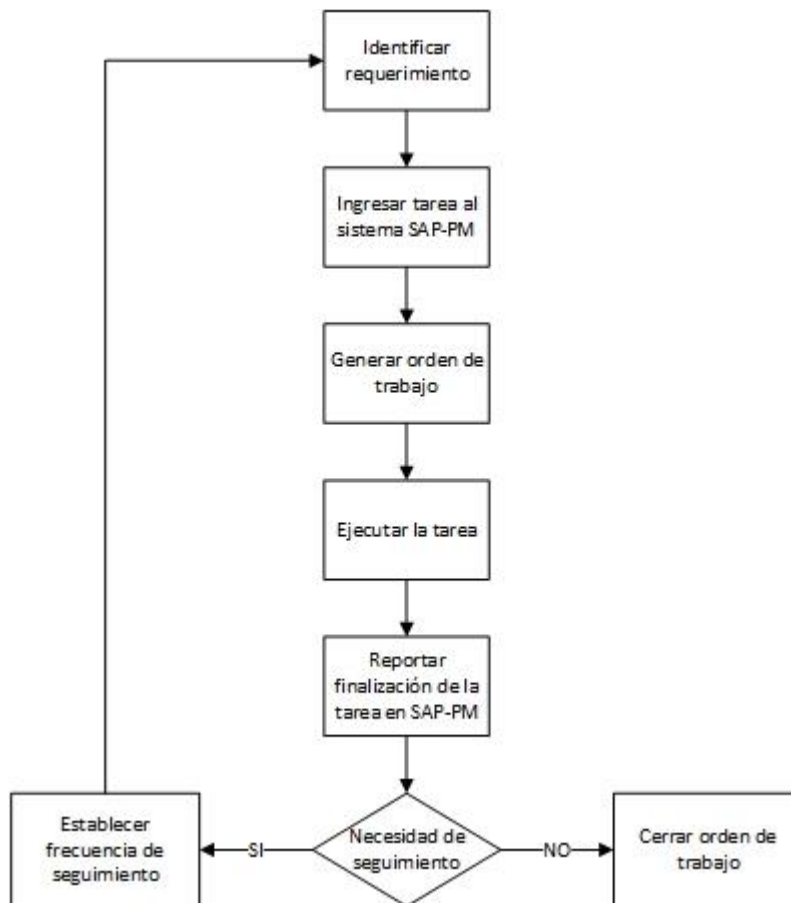 Identificar
requerimiento
Ingresar tarea al
sistema SAP-PM
Generar orden de
trabajo
Ejecutar la tarea
Reportar
finalización de la
tarea en SAP-PM
Establecer
frecuencia de
seguimiento
SI
Necesidad de
seguimiento
NO
Cerrar orden de
trabajo